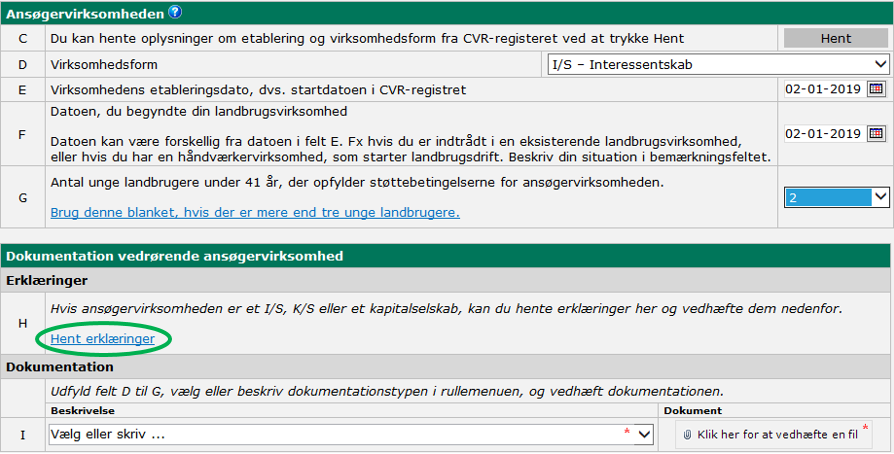 Ansøgervirksomheden ?
C Du kan hente oplysninger om etablering og virksomhedsform fra CVR-registeret ved at trykke Hent Hent
D Virksomhedsform I/S – Interessentskab
E Virksomhedens etableringsdato, dvs. startdatoen i CVR-registret 02-01-2019
F Datoen, du begyndte din landbrugsvirksomhed 02-01-2019
Datoen kan være forskellig fra datoen i felt E. Fx hvis du er indtrådt i en eksisterende landbrugsvirksomhed,
eller hvis du har en håndværkervirksomhed, som starter landbrugsdrift. Beskriv din situation i bemærkningsfeltet.
G Antal unge landbrugere under 41 år, der opfylder støttebetingelserne for ansøgervirksomheden. 2
Brug denne blanket, hvis der er mere end tre unge landbrugere.
Dokumentation vedrørende ansøgervirksomhed
Erklæringer
H Hvis ansøgervirksomheden er et I/S, K/S eller et kapitalselskab, kan du hente erklæringer her og vedhæfte dem nedenfor.
Hent erklæringer
Dokumentation
Udfyld felt D til G, vælg eller beskriv dokumentationstypen i rullemenuen, og vedhæft dokumentationen.
Beskrivelse Dokument
I Vælg eller skriv ... * Klik her for at vedhæfte en fil *